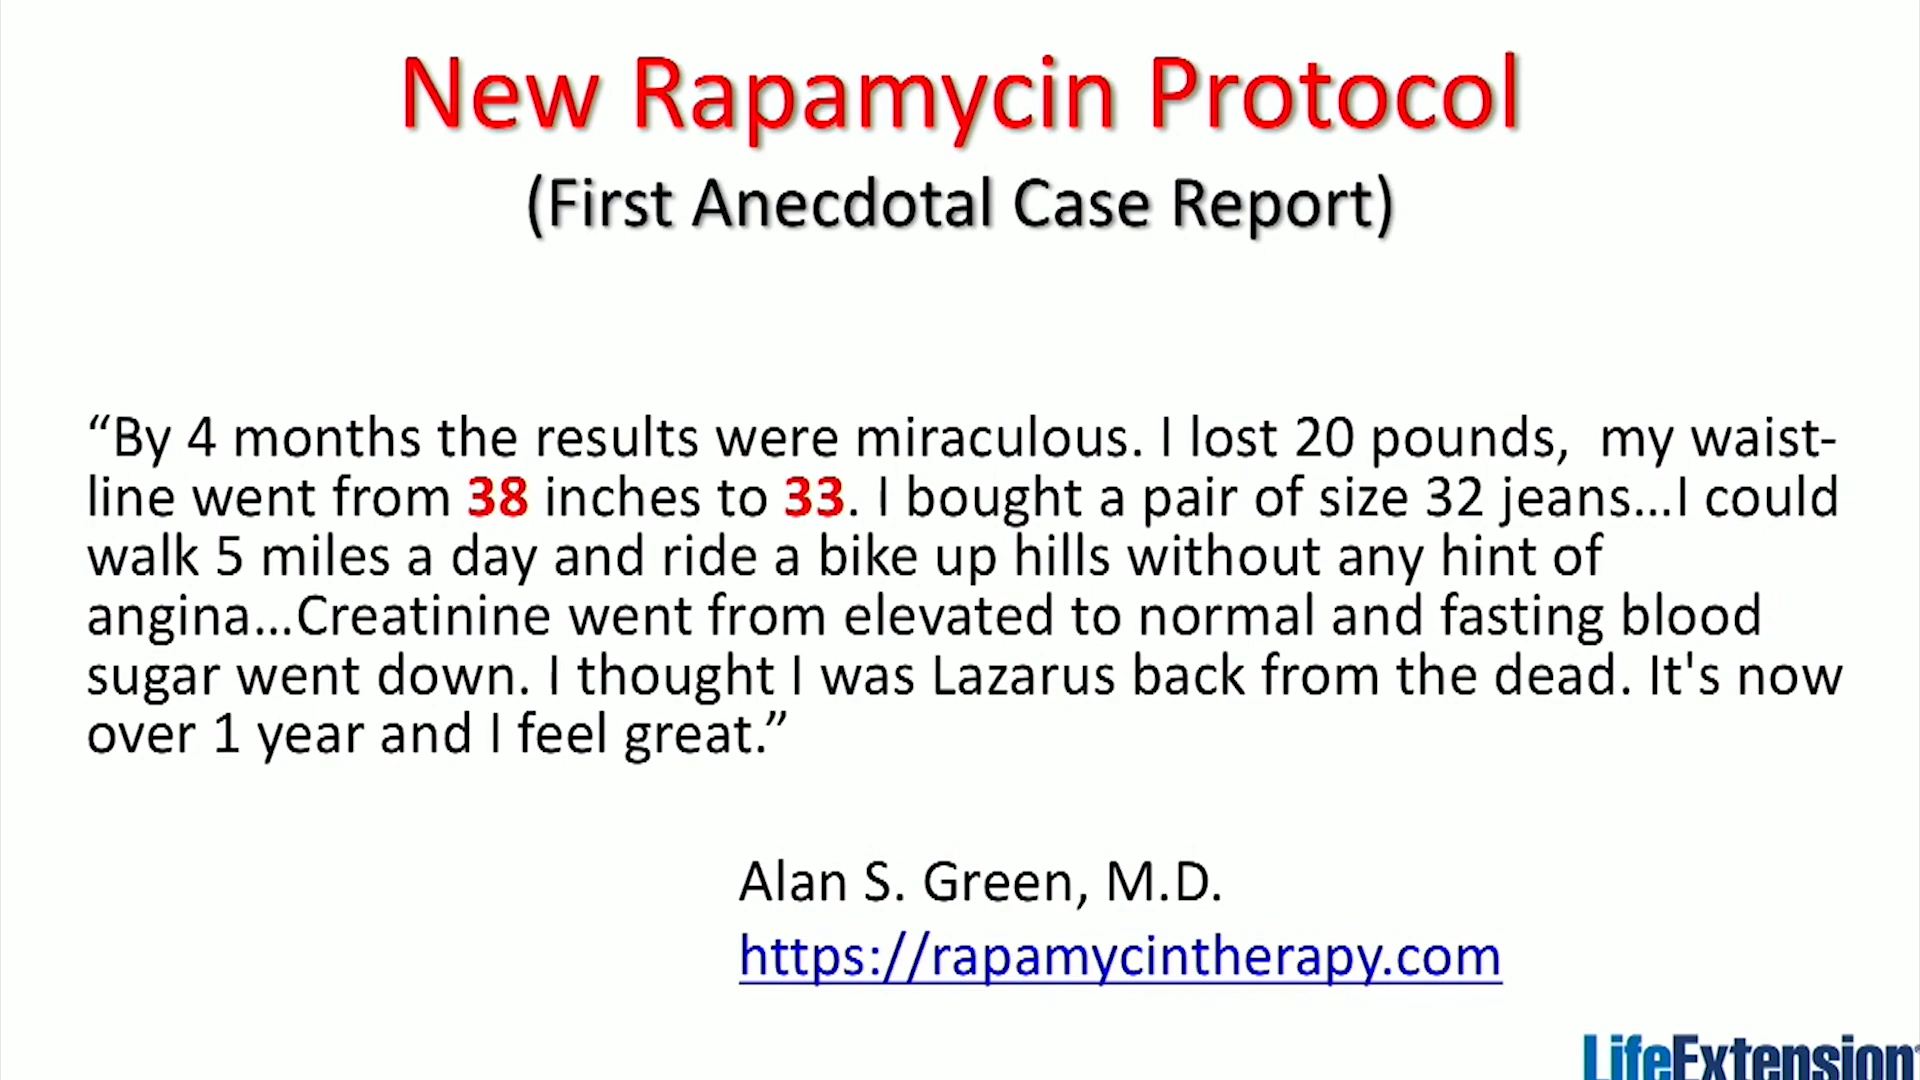 New Rapamycin Protocol
(First Anecdotal Case Report)
“By 4 months the results were miraculous. I lost 20 pounds,  my waist-
line went from 38 inches to 33. I bought a pair of size 32 jeans…I could
walk 5 miles a day and ride a bike up hills without any hint of
angina…Creatinine went from elevated to normal and fasting blood
sugar went down. I thought I was Lazarus back from the dead. It's now
over 1 year and I feel great.”
Alan S. Green, M.D.
https://rapamycintherapy.com
LifeExtension